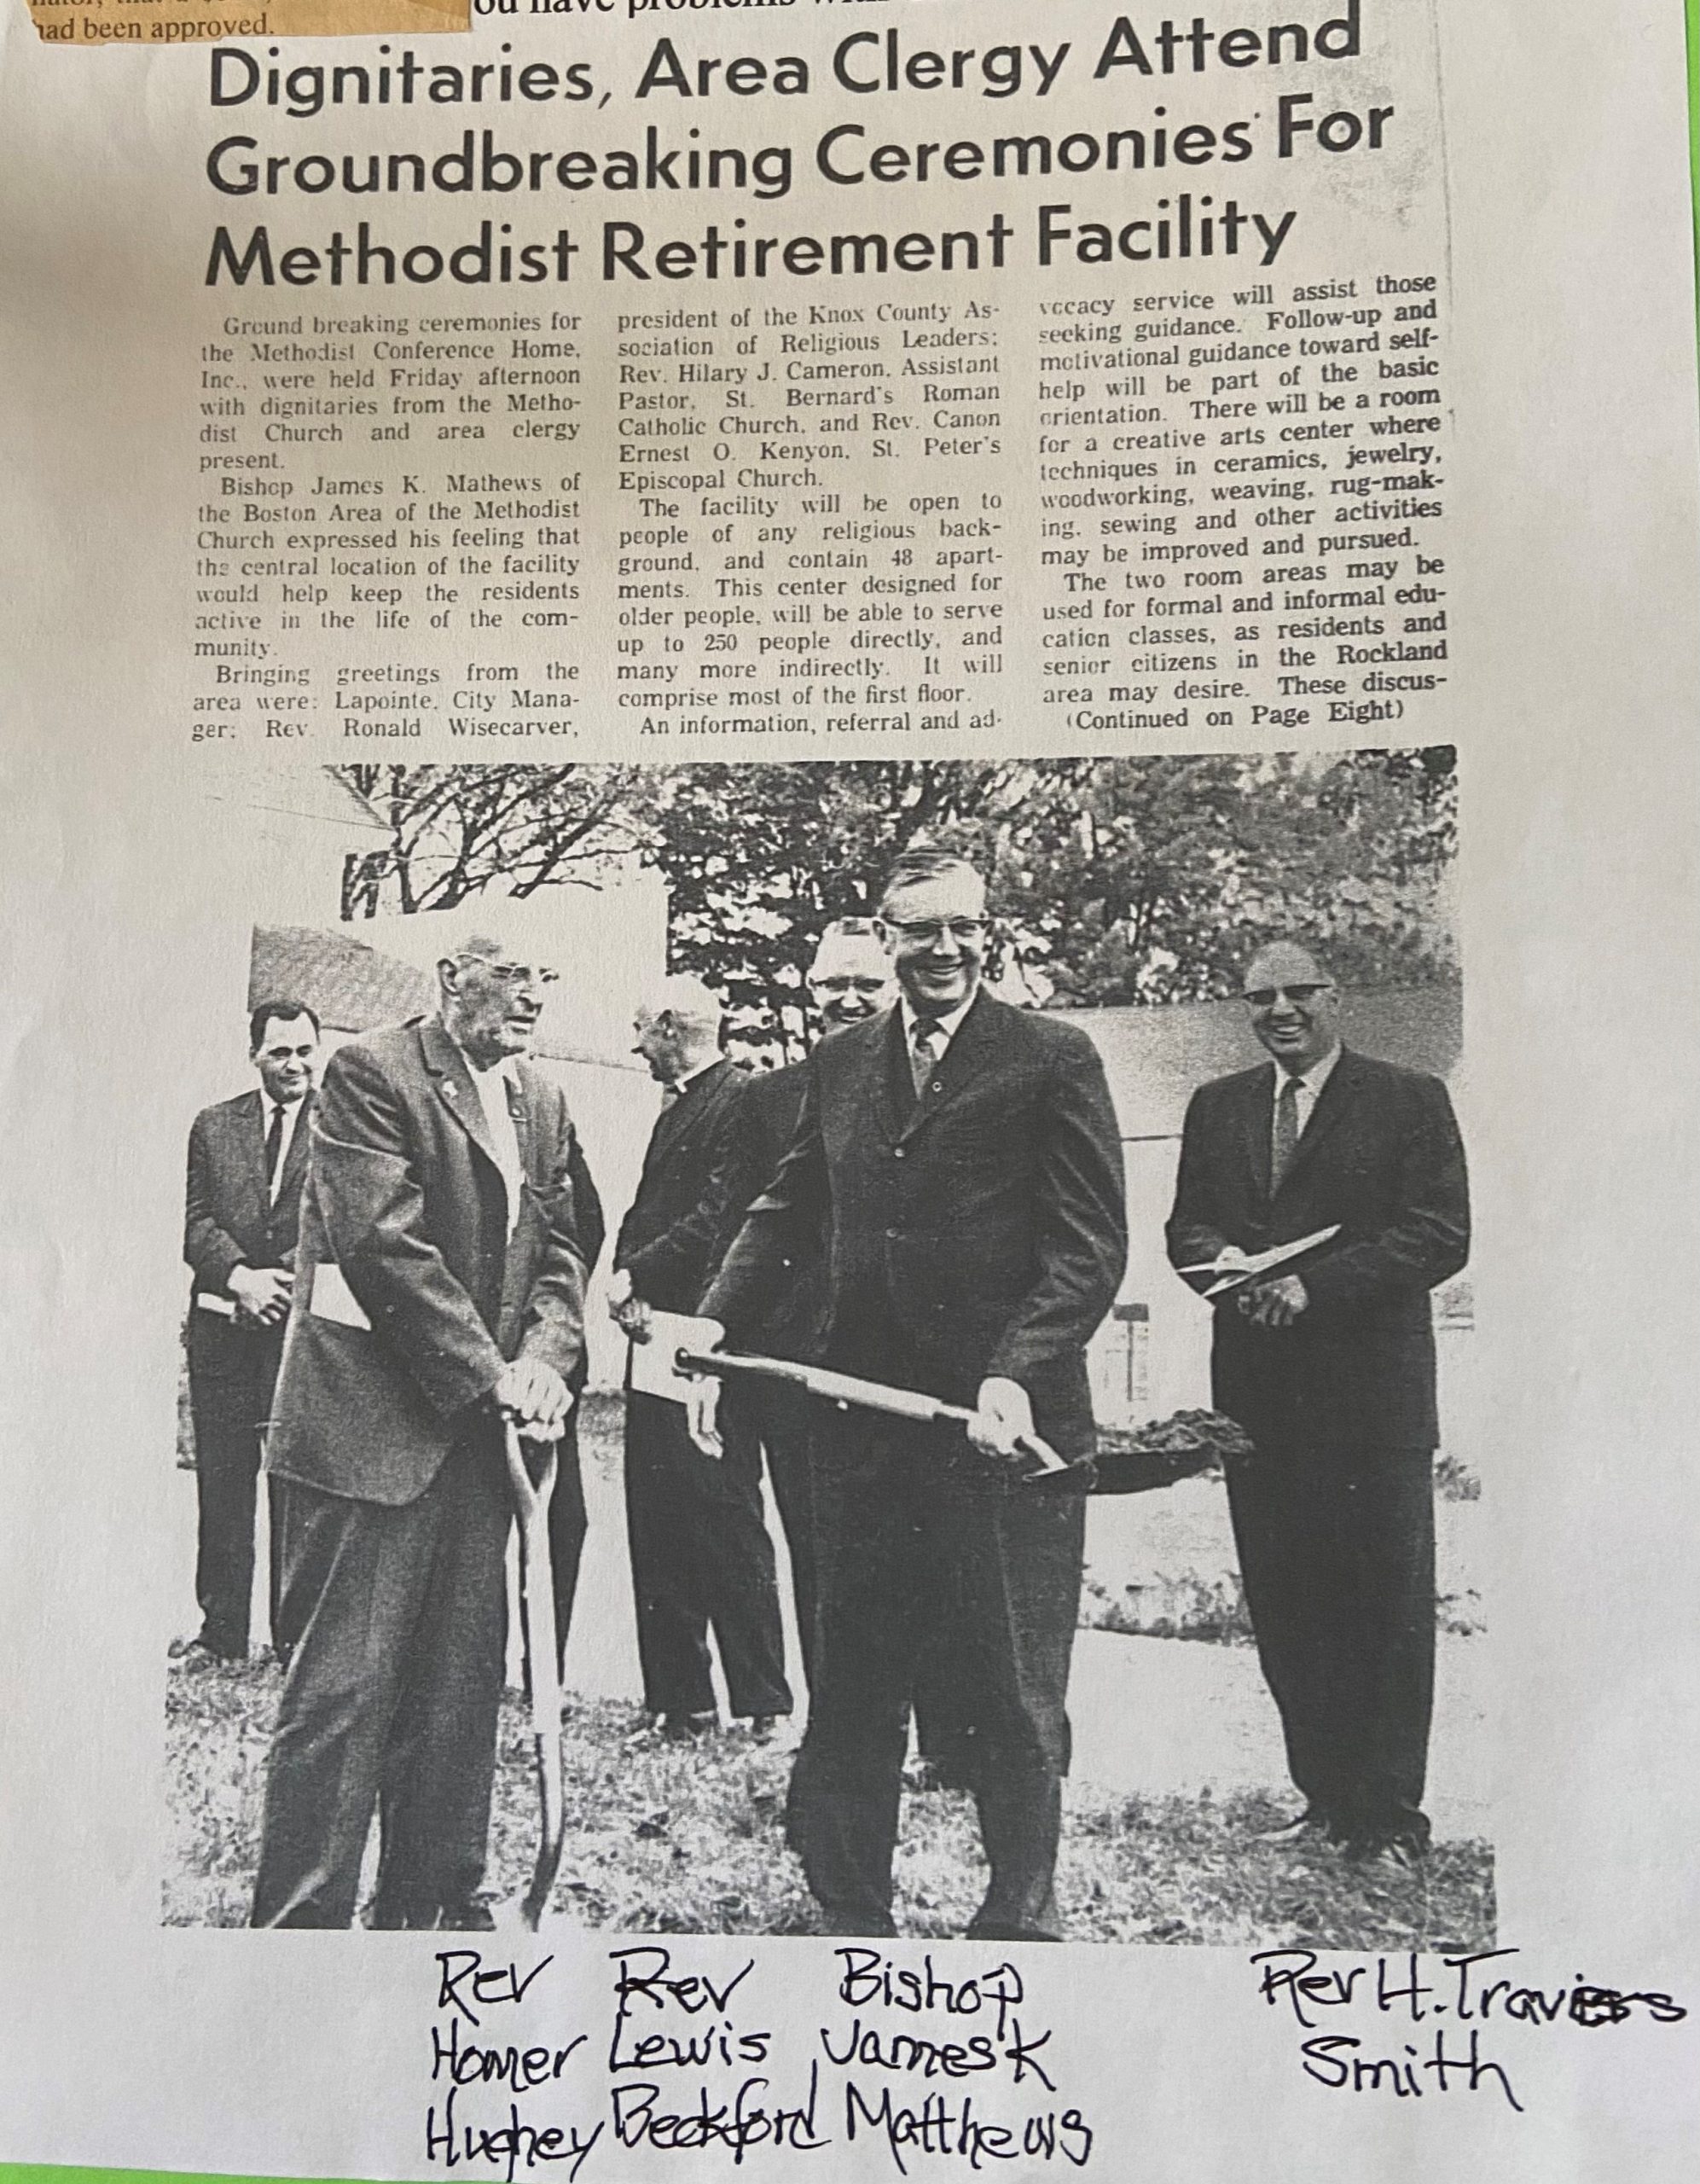 had been approved.
ou have problems
Dignitaries, Area Clergy Attend
Groundbreaking Ceremonies For
Methodist Retirement Facility
Ground breaking ceremonies for
the Methodist Conference Home,
Inc., were held Friday afternoon
with dignitaries from the Metho-
dist Church and area clergy
present.
Bishop James K. Mathews of
the Boston Area of the Methodist
Church expressed his feeling that
the central location of the facility
would help keep the residents
active in the life of the com-
munity.
Bringing greetings from the
area were: Lapointe, City Mana-
ger; Rev. Ronald Wisecarver,
president of the Knox County As-
sociation of Religious Leaders;
Rev. Hilary J. Cameron, Assistant
Pastor, St. Bernard's Roman
Catholic Church, and Rev. Canon
Ernest O. Kenyon, St. Peter's
Episcopal Church.
The facility will be open to
people of any religious back-
ground, and contain 48 apart-
ments. This center designed for
older people, will be able to serve
up to 250 people directly, and
many more indirectly. It will
comprise most of the first floor.
An information, referral and ad-
vocacy service will assist those
seeking guidance. Follow-up and
motivational guidance toward self-
help will be part of the basic
orientation. There will be a room
for a creative arts center where
techniques in ceramics, jewelry,
woodworking, weaving, rug-mak-
ing, sewing and other activities
may be improved and pursued.
The two room areas may be
used for formal and informal edu-
cation classes, as residents and
senior citizens in the Rockland
area may desire. These discus-
(Continued on Page Eight)
Rev Rev Bishop Rev H. Traviss
Homer Lewis James K Smith
Hughey Beckford Matthews